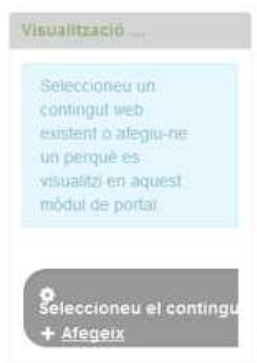 Visualització ...
Seleccioneu un
contingut web
existent o afegiu-ne
un perquè es
visualitzi en aquest
mòdul de portal.
Seleccioneu el contingu
+ Afegeix